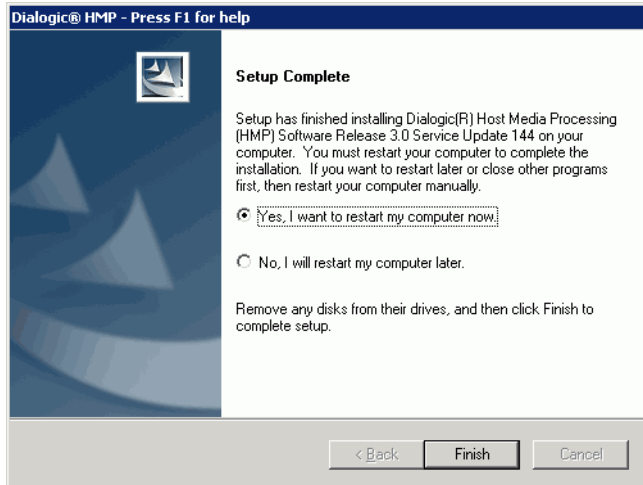 Dialogic® HMP - Press F1 for help
Setup Complete
Setup has finished installing Dialogic(R) Host Media Processing
(HMP) Software Release 3.0 Service Update 144 on your
computer.  You must restart your computer to complete the
installation.  If you want to restart later or close other programs
first, then restart your computer manually.
Yes, I want to restart my computer now.
No, I will restart my computer later.
Remove any disks from their drives, and then click Finish to
complete setup.
< Back
Finish
Cancel